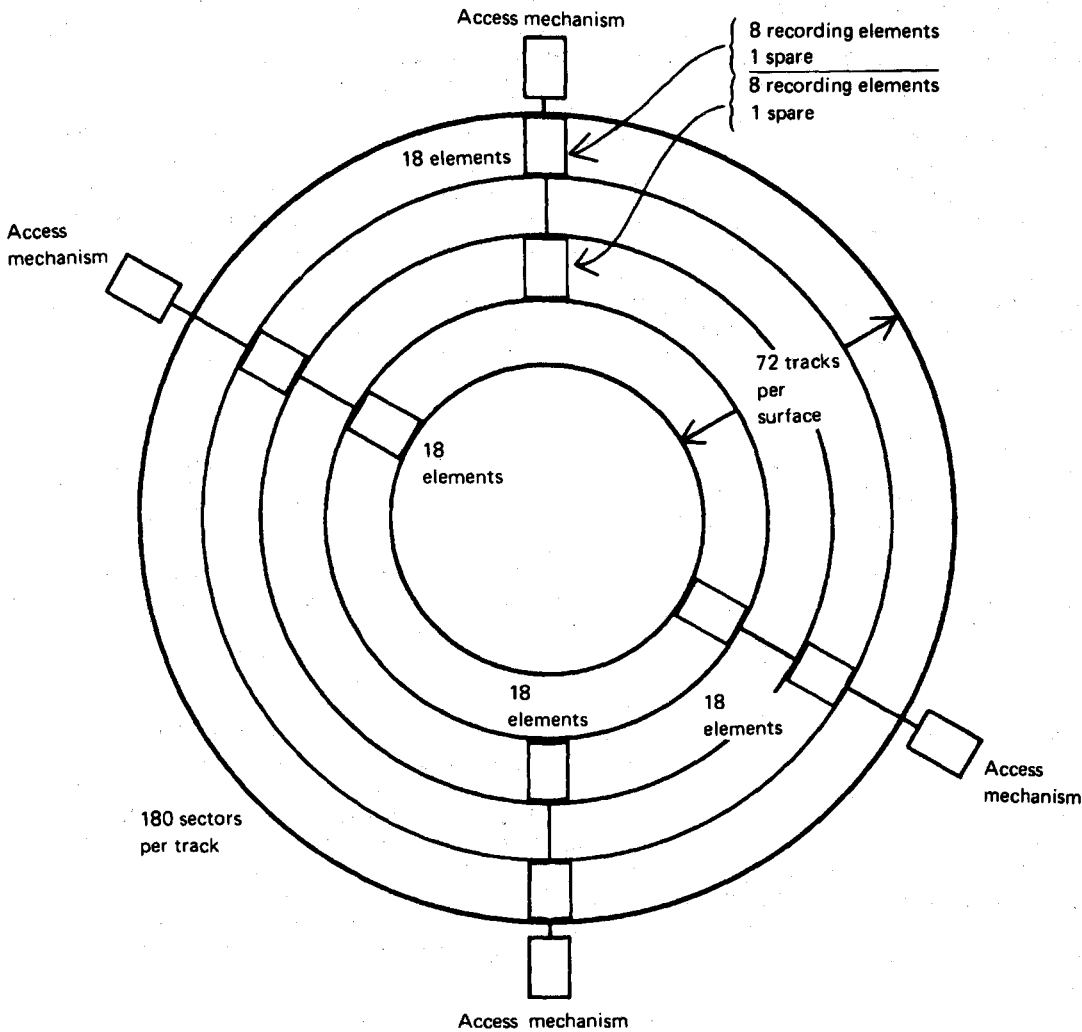 Access mechanism
8 recording elements
1 spare
8 recording elements
1 spare
18 elements
Access
mechanism
72 tracks
per
surface
18
elements
18
elements
18
elements
Access
mechanism
180 sectors
per track
Access mechanism